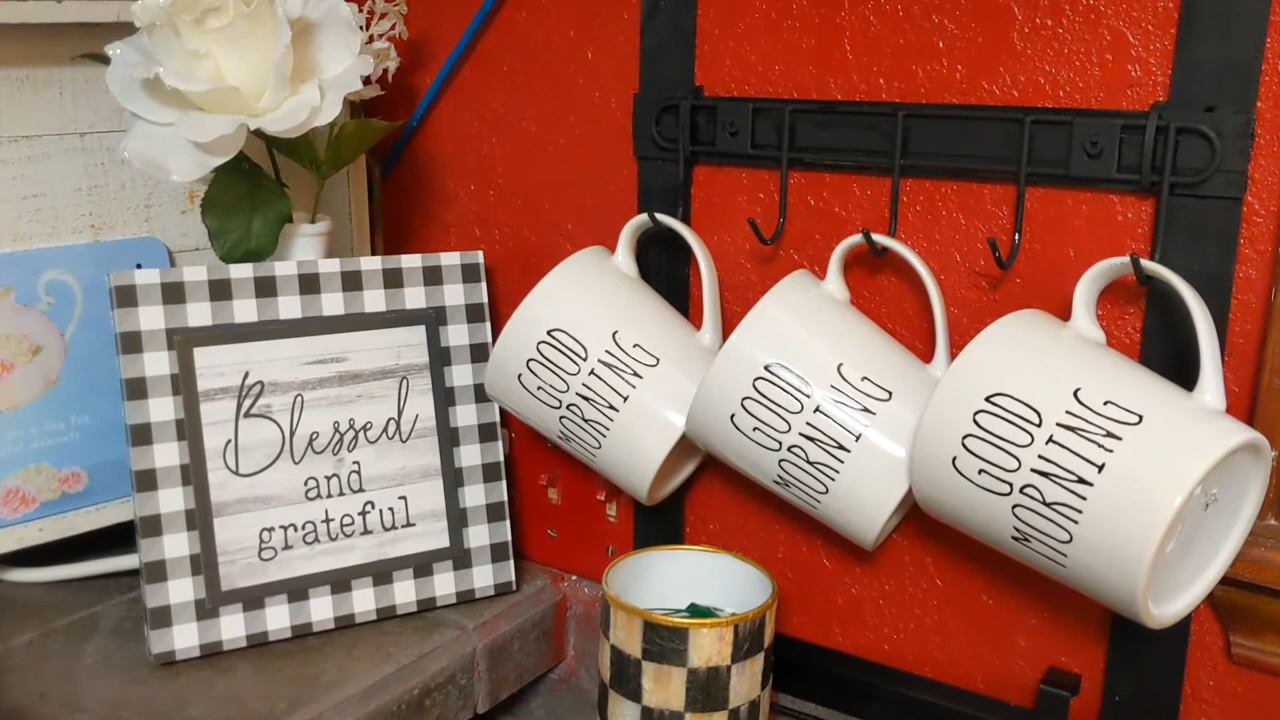 Blessed
and
grateful
GOOD
MORNING
GOOD
MORNING
GOOD
MORNING